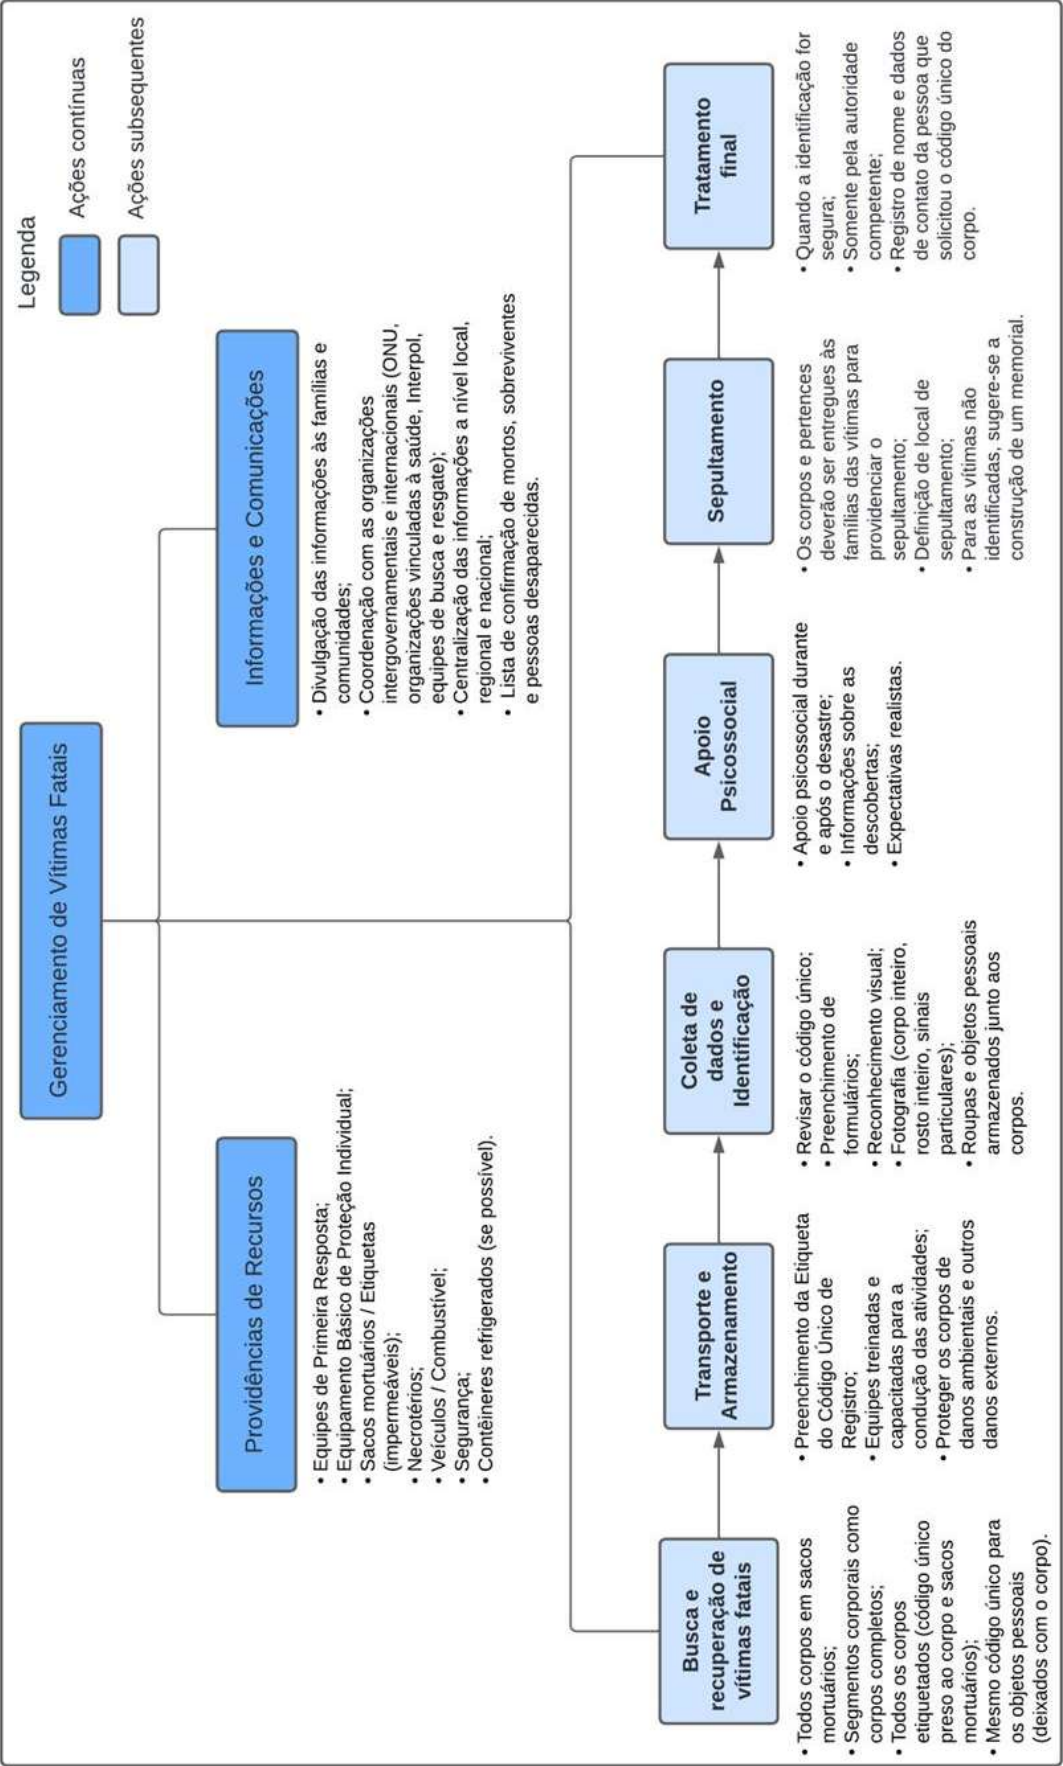 Gerenciamento de Vítimas Fatais
Legenda
Ações contínuas
Ações subsequentes
Providências de Recursos
• Equipes de Primeira Resposta;
• Equipamento Básico de Proteção Individual;
• Sacos mortuários / Etiquetas
(impermeáveis);
• Necrotérios;
• Veículos / Combustível;
• Segurança;
• Contêineres refrigerados (se possível).
Informações e Comunicações
• Divulgação das informações às famílias e
comunidades;
• Coordenação com as organizações
intergovernamentais e internacionais (ONU,
organizações vinculadas à saúde, Interpol,
equipes de busca e resgate);
• Centralização das informações a nível local,
regional e nacional;
• Lista de confirmação de mortos, sobreviventes
e pessoas desaparecidas.
Busca e
recuperação de
vítimas fatais
• Todos corpos em sacos
mortuários;
• Segmentos corporais como
corpos completos;
• Todos os corpos
etiquetados (código único
preso ao corpo e sacos
mortuários);
• Mesmo código único para
os objetos pessoais
(deixados com o corpo).
Transporte e
Armazenamento
• Preenchimento da Etiqueta
do Código Único de
Registro;
• Equipes treinadas e
capacitadas para a
condução das atividades;
• Proteger os corpos de
danos ambientais e outros
danos externos.
Coleta de
dados e
Identificação
• Revisar o código único;
• Preenchimento de
formulários;
• Reconhecimento visual;
• Fotografia (corpo inteiro,
rosto inteiro, sinais
particulares);
• Roupas e objetos pessoais
armazenados junto aos
corpos.
Apoio
Psicossocial
• Apoio psicossocial durante
e após o desastre;
• Informações sobre as
descobertas;
• Expectativas realistas.
Sepultamento
• Os corpos e pertences
deverão ser entregues às
famílias das vítimas para
providenciar o
sepultamento;
• Definição de local de
sepultamento;
• Para as vítimas não
identificadas, sugere-se a
construção de um memorial.
Tratamento
final
• Quando a identificação for
segura;
• Somente pela autoridade
competente;
• Registro de nome e dados
de contato da pessoa que
solicitou o código único do
corpo.